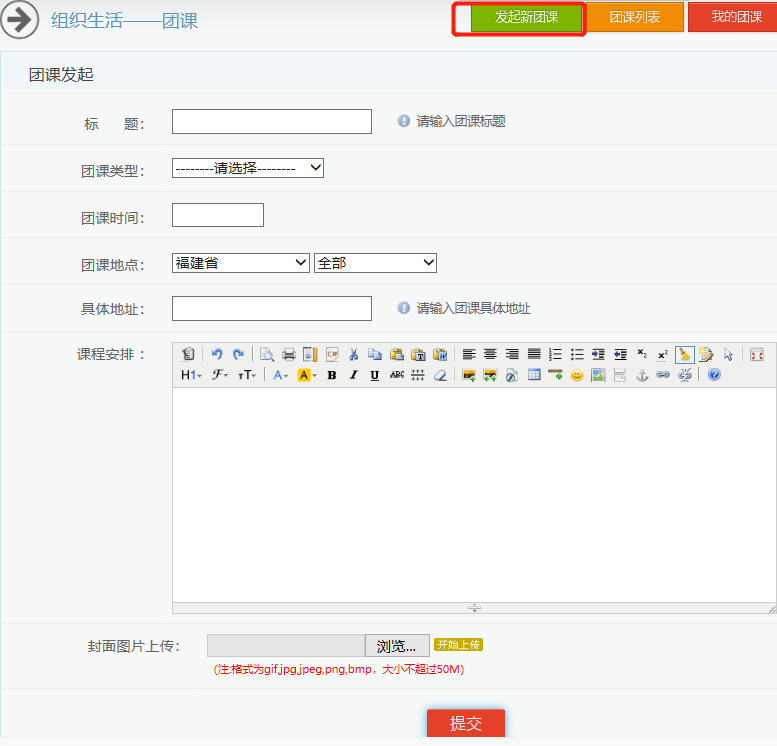 组织生活——团课
发起新团课 团课列表 我的团课
团课发起
标 题： 请输入团课标题
团课类型： --------请选择--------
团课时间：
团课地点： 福建省 全部
具体地址： 请输入团课具体地址
课程安排：
H1 F TT A A B I U ABC
封面图片上传： 浏览... 开始上传
(注:格式为gif,jpg,jpeg,png,bmp，大小不超过50M)
提交